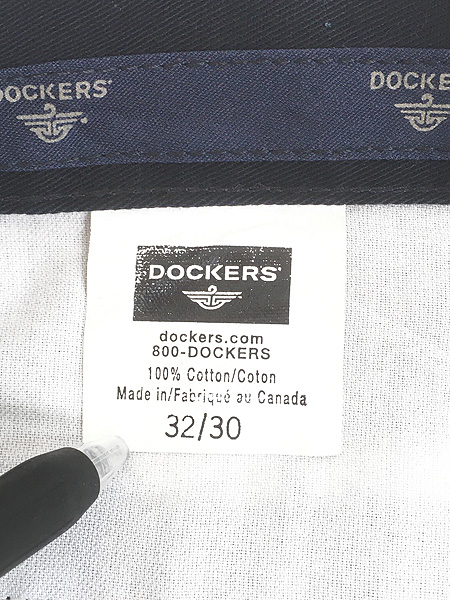 DOCKERS
DOCKERS
DOCKERS
dockers.com
800-DOCKERS
100% Cotton/Coton
Made in/Fabriqué au Canada
32/30